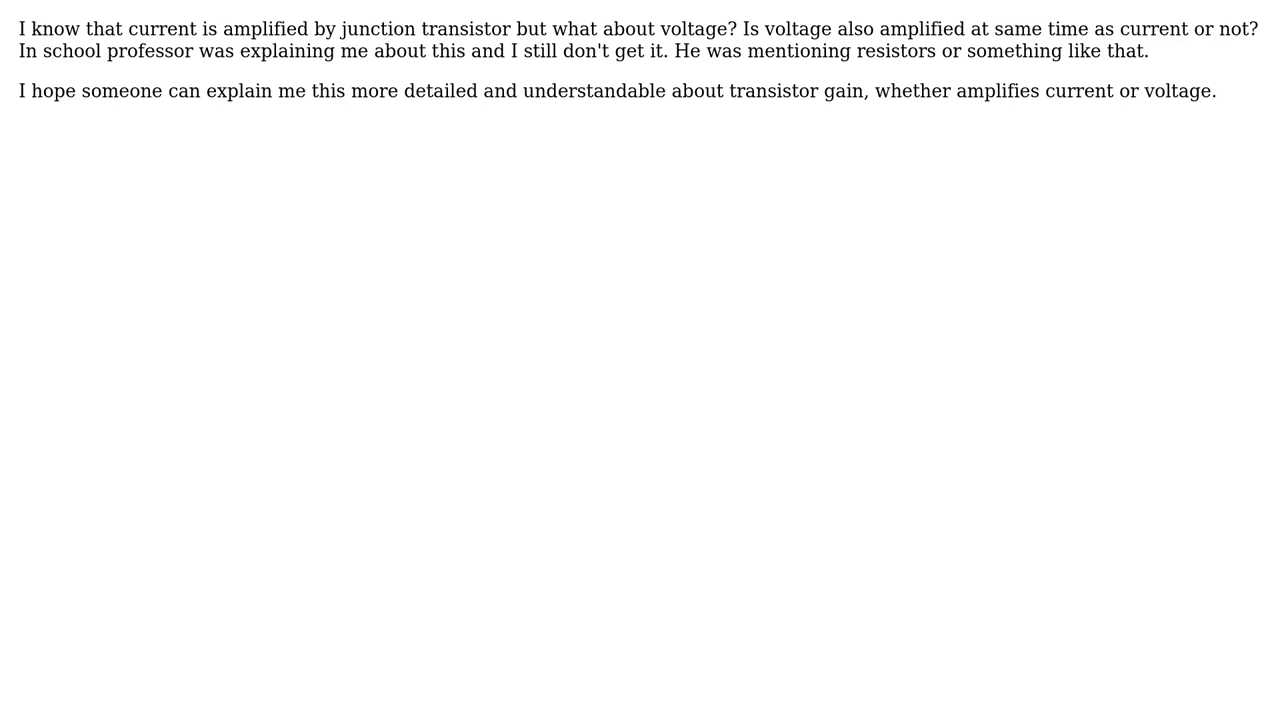 I know that current is amplified by junction transistor but what about voltage? Is voltage also amplified at same time as current or not?
In school professor was explaining me about this and I still don't get it. He was mentioning resistors or something like that.
I hope someone can explain me this more detailed and understandable about transistor gain, whether amplifies current or voltage.